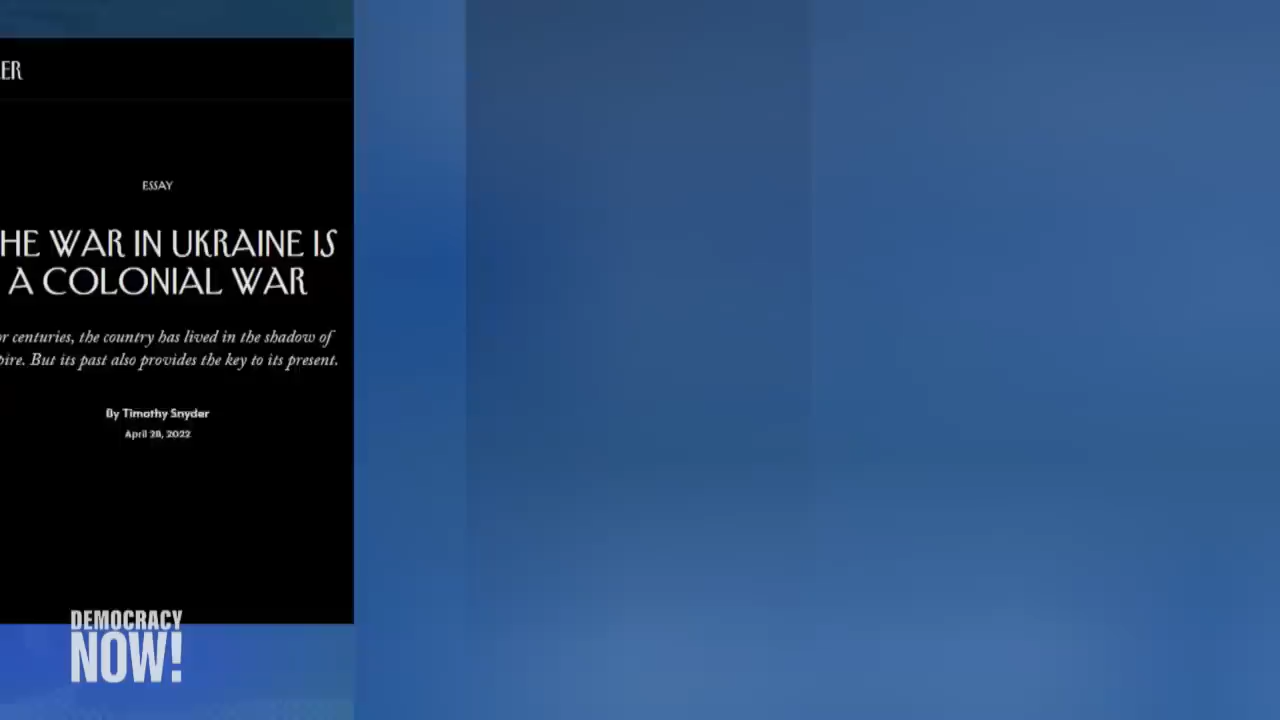 ER
ESSAY
HE WAR IN UKRAINE IS
A COLONIAL WAR
or centuries, the country has lived in the shadow of
pire. But its past also provides the key to its present.
By Timothy Snyder
April 28, 2022
DEMOCRACY
NOW!